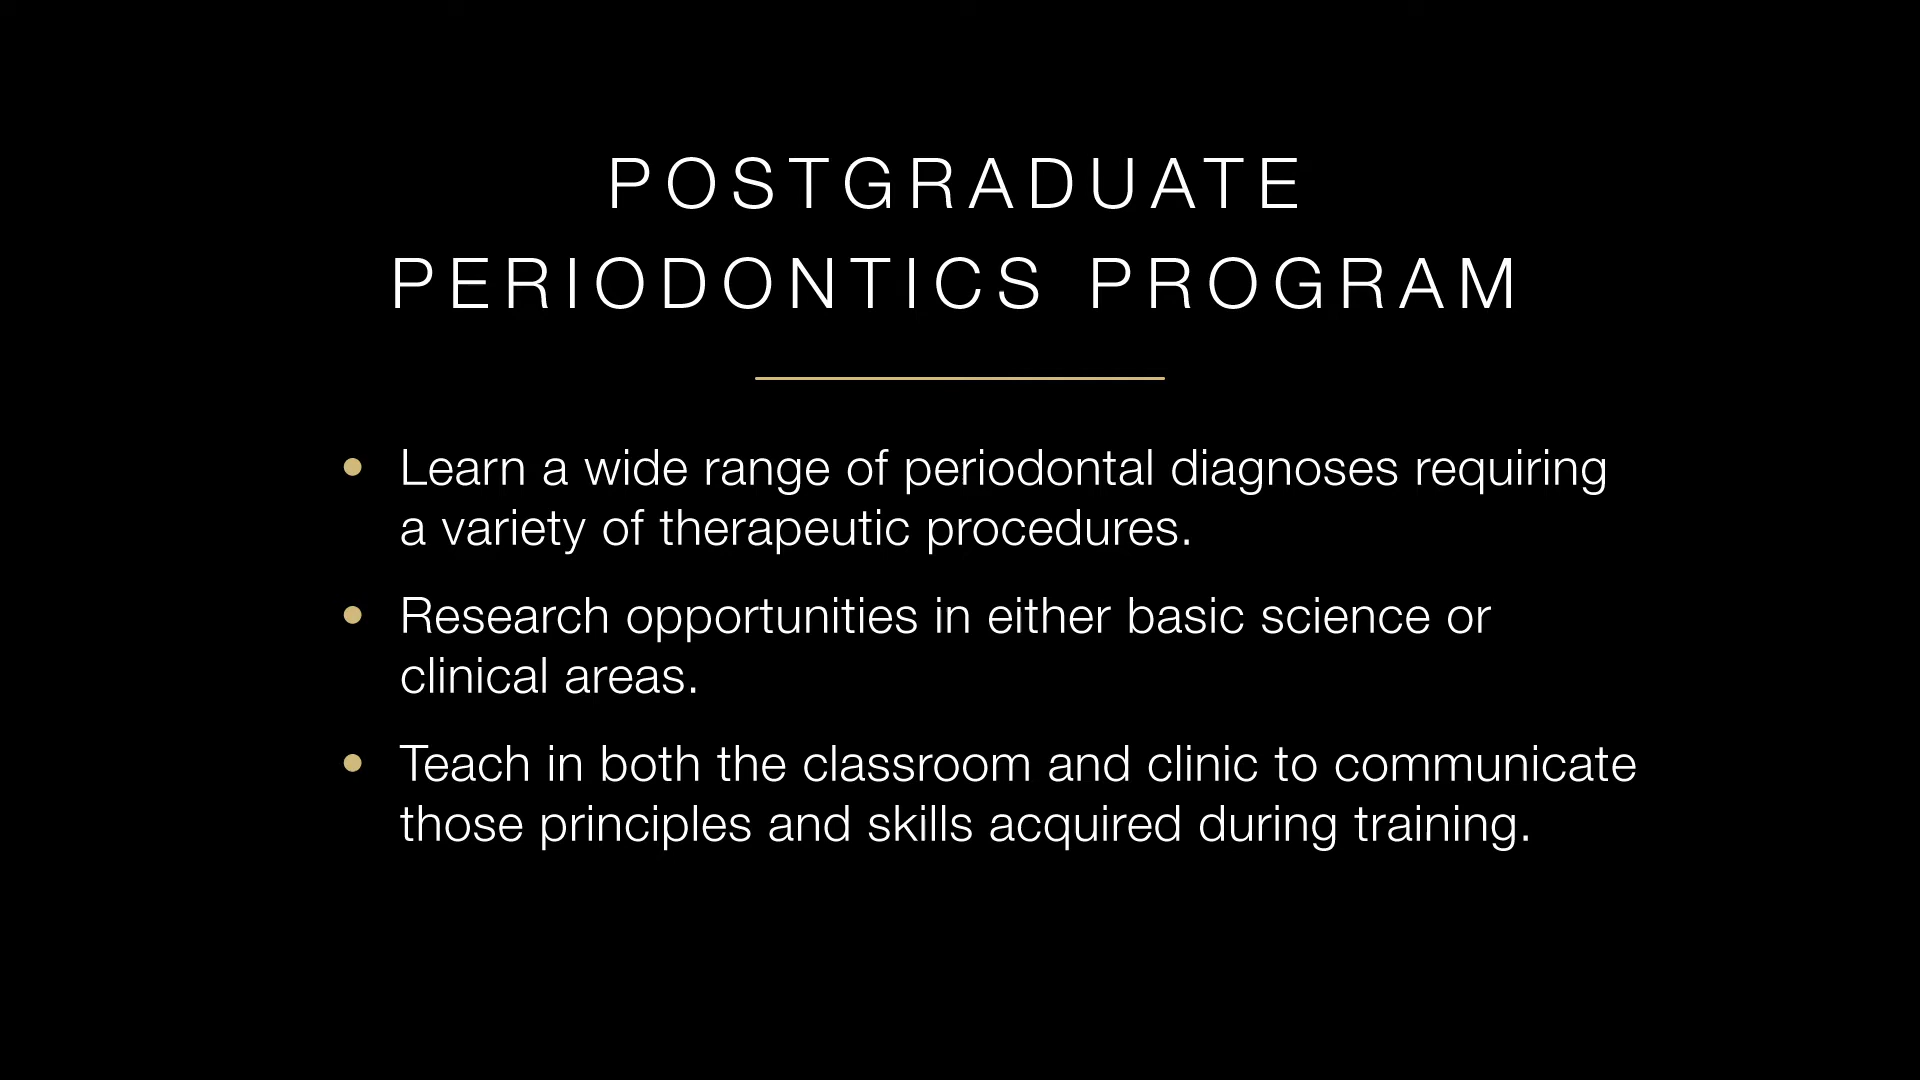 POSTGRADUATE
PERIODONTICS PROGRAM
• Learn a wide range of periodontal diagnoses requiring
a variety of therapeutic procedures.
• Research opportunities in either basic science or
clinical areas.
• Teach in both the classroom and clinic to communicate
those principles and skills acquired during training.